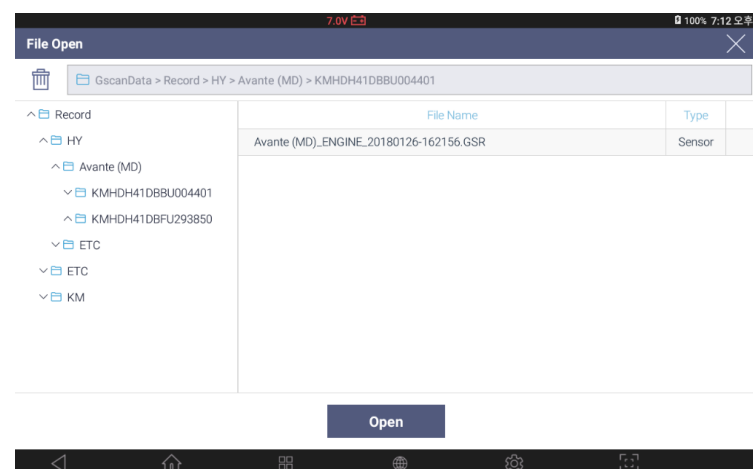 7.0V
100% 7:12 오후
File Open
GscanData > Record > HY > Avante (MD) > KMHDH41DBBU004401
Record
HY
Avante (MD)
KMHDH41DBBU004401
KMHDH41DBFU293850
ETC
ETC
KM
File Name Type
Avante (MD)_ENGINE_20180126-162156.GSR Sensor
Open